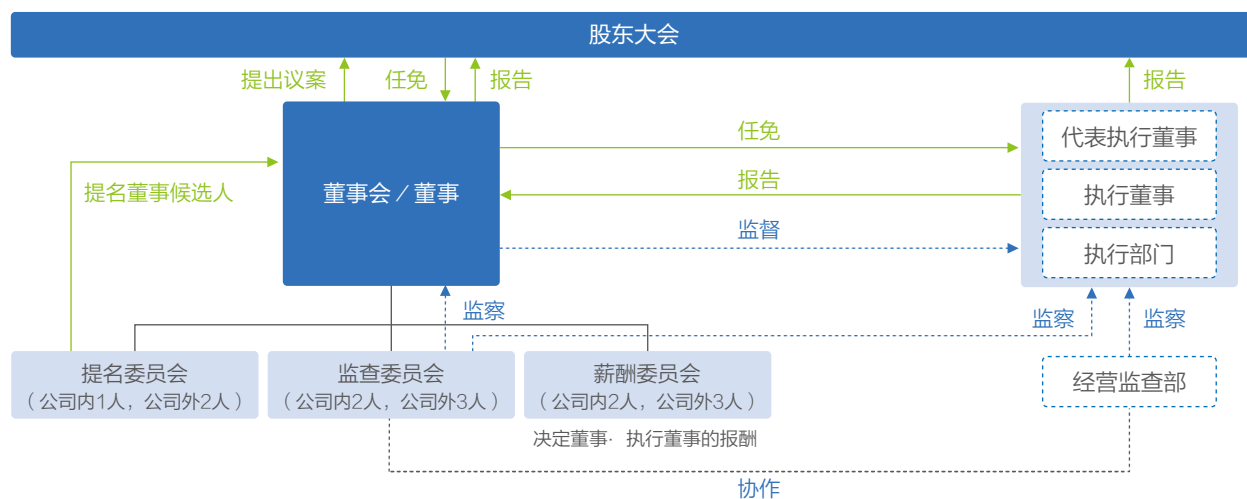 股东大会
提出议案
任免
报告
报告
任免
代表执行董事
提名董事候选人
董事会／董事
报告
执行董事
监督
执行部门
监察
监察
监察
提名委员会
（公司内1人，公司外2人）
监查委员会
（公司内2人，公司外3人）
薪酬委员会
（公司内2人，公司外3人）
经营监查部
决定董事· 执行董事的报酬
协作